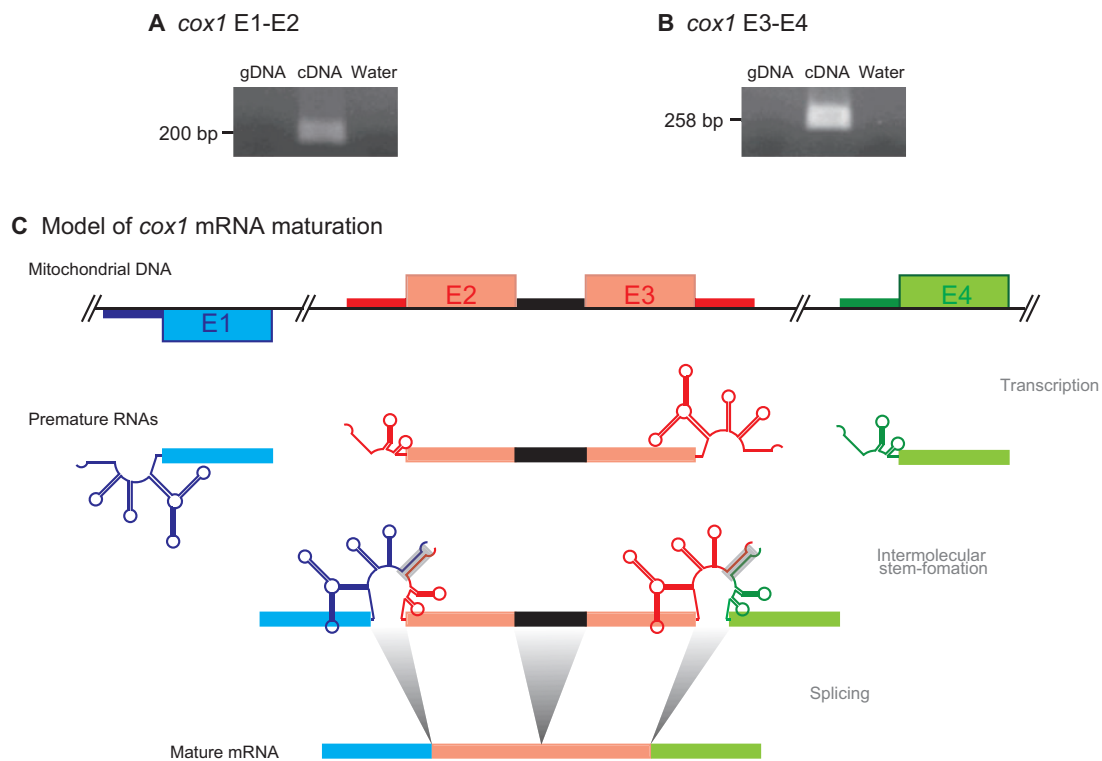 A cox1 E1-E2
gDNA cDNA Water
200 bp
B cox1 E3-E4
gDNA cDNA Water
258 bp
C Model of cox1 mRNA maturation
Mitochondrial DNA
E1
E2
E3
E4
Transcription
Premature RNAs
Intermolecular
stem-fomation
Splicing
Mature mRNA